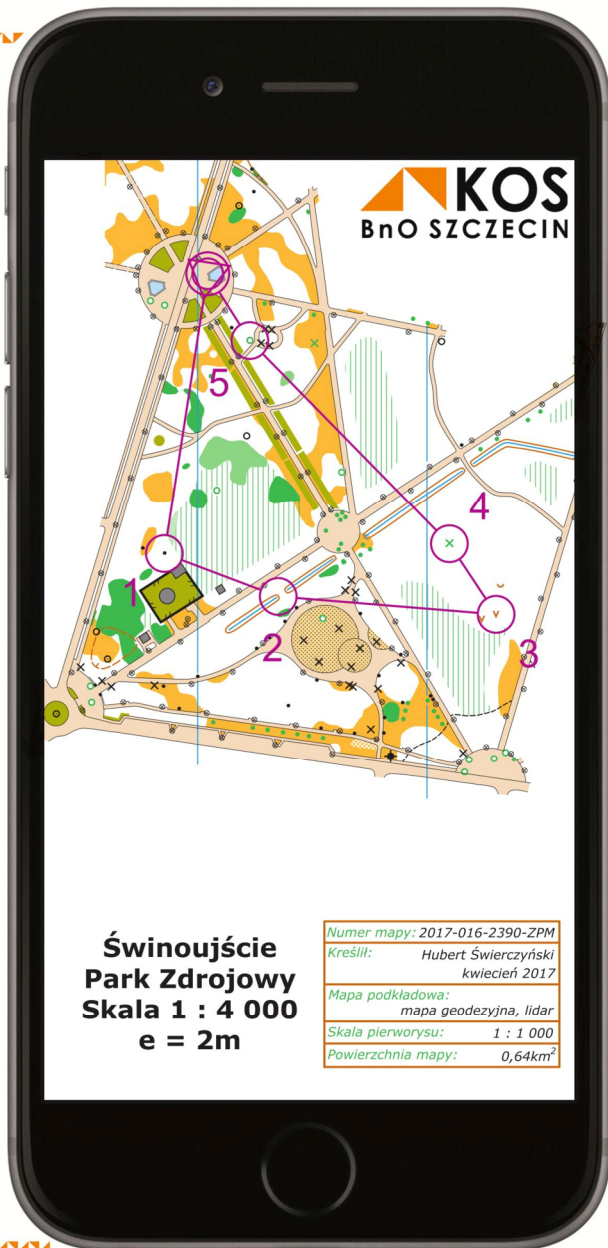 KOS
BnO SZCZECIN
5
4
1
2
3
Świnoujście
Park Zdrojowy
Skala 1 : 4 000
e = 2m
Numer mapy: 2017-016-2390-ZPM
Kreślił: Hubert Świerczyński
kwiecień 2017
Mapa podkładowa:
mapa geodezyjna, lidar
Skala pierworysu: 1 : 1 000
Powierzchnia mapy: 0,64km²